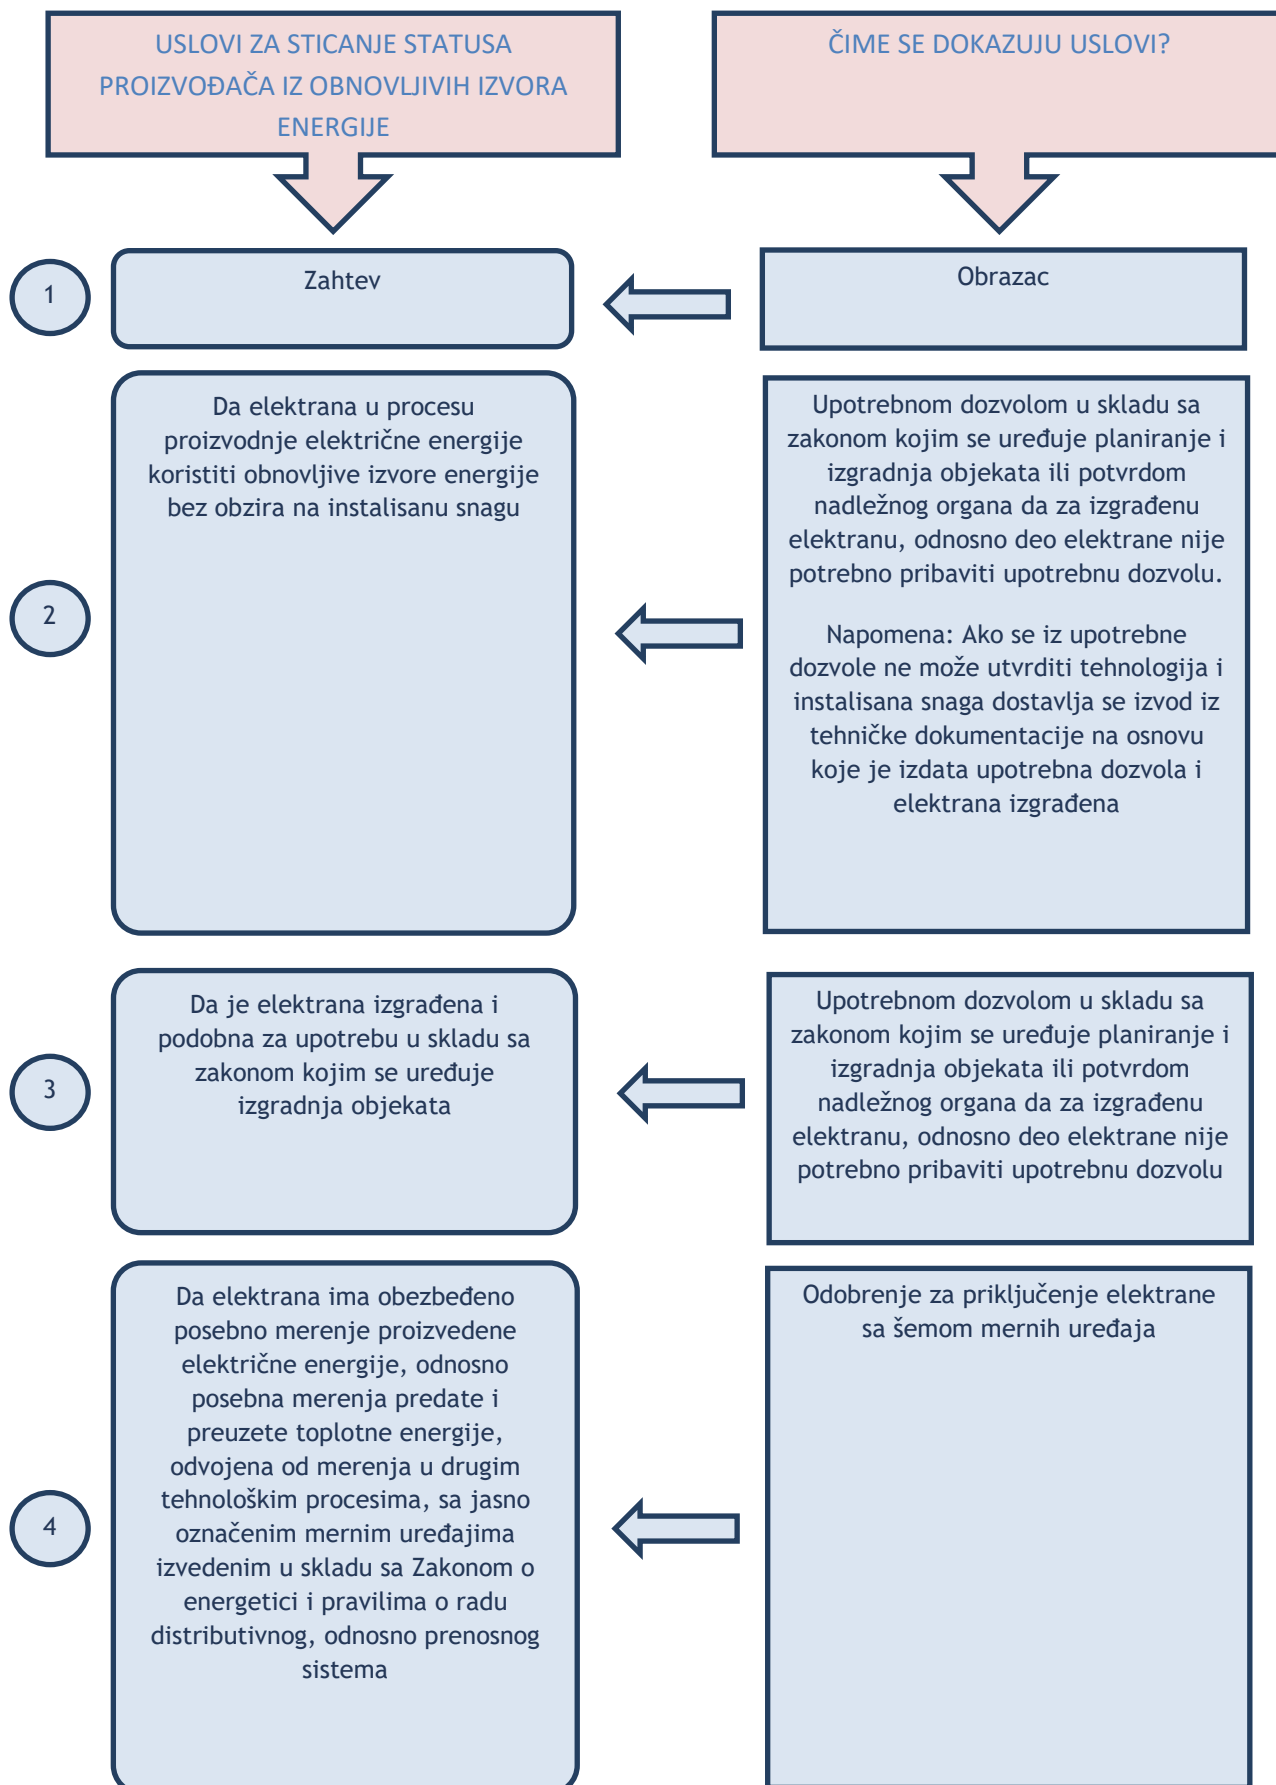 USLOVI ZA STICANJE STATUSA
PROIZVOĐAČA IZ OBNOVLJIVIH IZVORA
ENERGIJE
ČIME SE DOKAZUJU USLOVI?
1
Zahtev
Obrazac
2
Da elektrana u procesu
proizvodnje električne energije
koristiti obnovljive izvore energije
bez obzira na instalisanu snagu
Upotrebnom dozvolom u skladu sa
zakonom kojim se uređuje planiranje i
izgradnja objekata ili potvrdom
nadležnog organa da za izgrađenu
elektranu, odnosno deo elektrane nije
potrebno pribaviti upotrebnu dozvolu.
Napomena: Ako se iz upotrebne
dozvole ne može utvrditi tehnologija i
instalisana snaga dostavlja se izvod iz
tehničke dokumentacije na osnovu
koje je izdata upotrebna dozvola i
elektrana izgrađena
3
Da je elektrana izgrađena i
podobna za upotrebu u skladu sa
zakonom kojim se uređuje
izgradnja objekata
Upotrebnom dozvolom u skladu sa
zakonom kojim se uređuje planiranje i
izgradnja objekata ili potvrdom
nadležnog organa da za izgrađenu
elektranu, odnosno deo elektrane nije
potrebno pribaviti upotrebnu dozvolu
4
Da elektrana ima obezbeđeno
posebno merenje proizvedene
električne energije, odnosno
posebna merenja predate i
preuzete toplotne energije,
odvojena od merenja u drugim
tehnološkim procesima, sa jasno
označenim mernim uređajima
izvedenim u skladu sa Zakonom o
energetici i pravilima o radu
distributivnog, odnosno prenosnog
sistema
Odobrenje za priključenje elektrane
sa šemom mernih uređaja